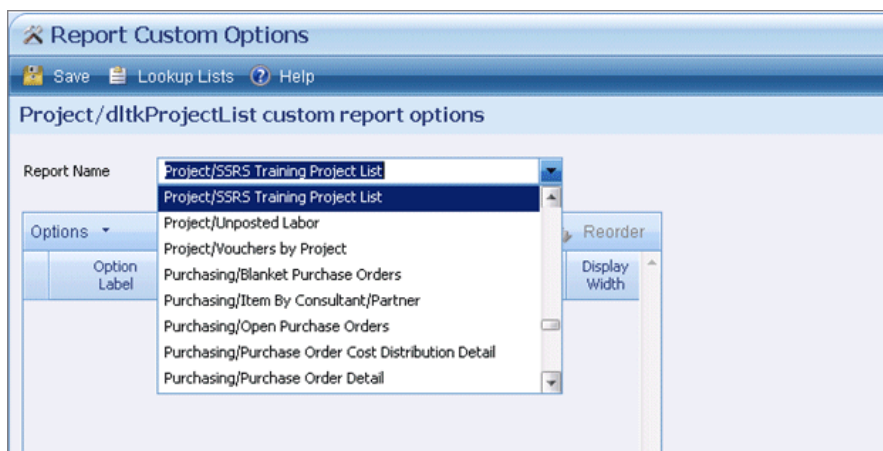 Report Custom Options
Save Lookup Lists Help
Project/dltkProjectList custom report options
Report Name Project/SSRS Training Project List
Project/SSRS Training Project List
Project/Unposted Labor
Project/Vouchers by Project
Purchasing/Blanket Purchase Orders
Purchasing/Item By Consultant/Partner
Purchasing/Open Purchase Orders
Purchasing/Purchase Order Cost Distribution Detail
Purchasing/Purchase Order Detail
Options Reorder
Option
Label
Display
Width